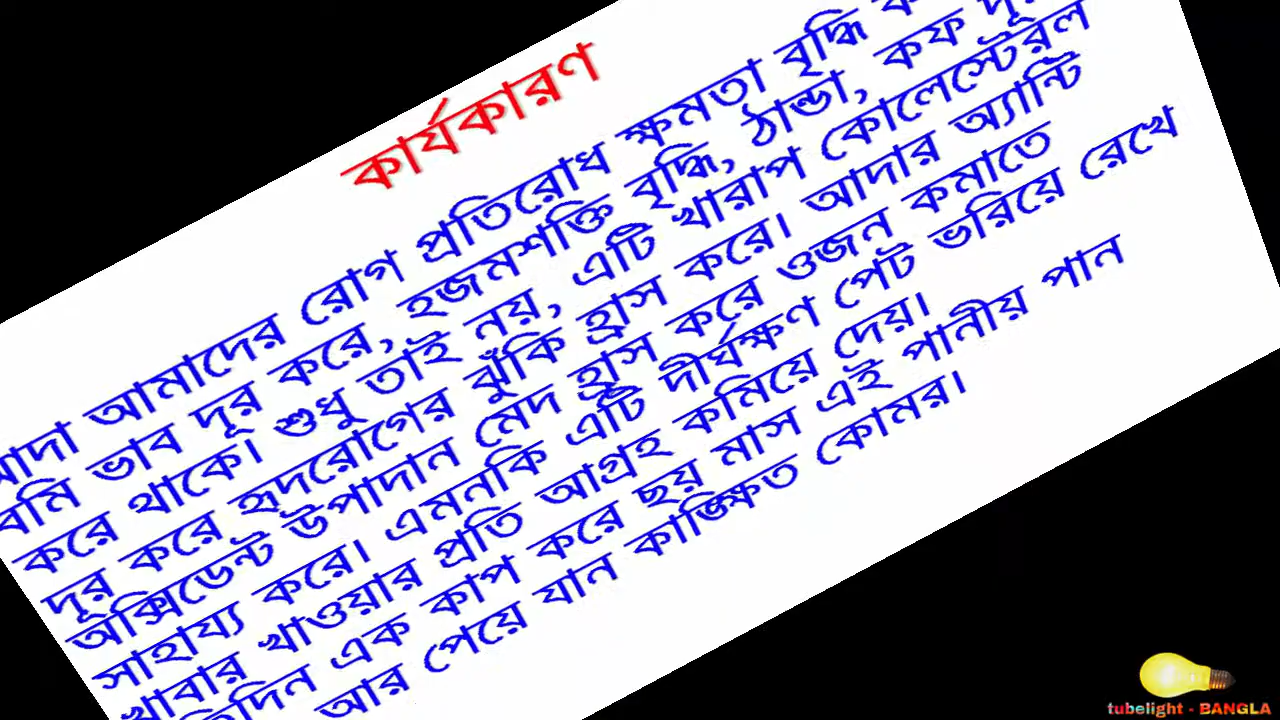 কার্যকারণ
আদা আমাদের রোগ প্রতিরোধ ক্ষমতা বৃদ্ধি
বমি ভাব দূর করে, হজমশক্তি বৃদ্ধি, ঠান্ডা, কফ দূর
করে থাকে। শুধু তাই নয়, এটি খারাপ কোলেস্টেরল
দূর করে হৃদরোগের ঝুঁকি হ্রাস করে। আদার অ্যান্টি
অক্সিডেন্ট উপাদান মেদ হ্রাস করে ওজন কমাতে
সাহায্য করে। এমনকি এটি দীর্ঘক্ষণ পেট ভরিয়ে রেখে
খাবার খাওয়ার প্রতি আগ্রহ কমিয়ে দেয়।
প্রতিদিন এক কাপ করে ছয় মাস এই পানীয় পান
আর পেয়ে যান কাঙ্ক্ষিত কোমর।
tubelight - BANGLA